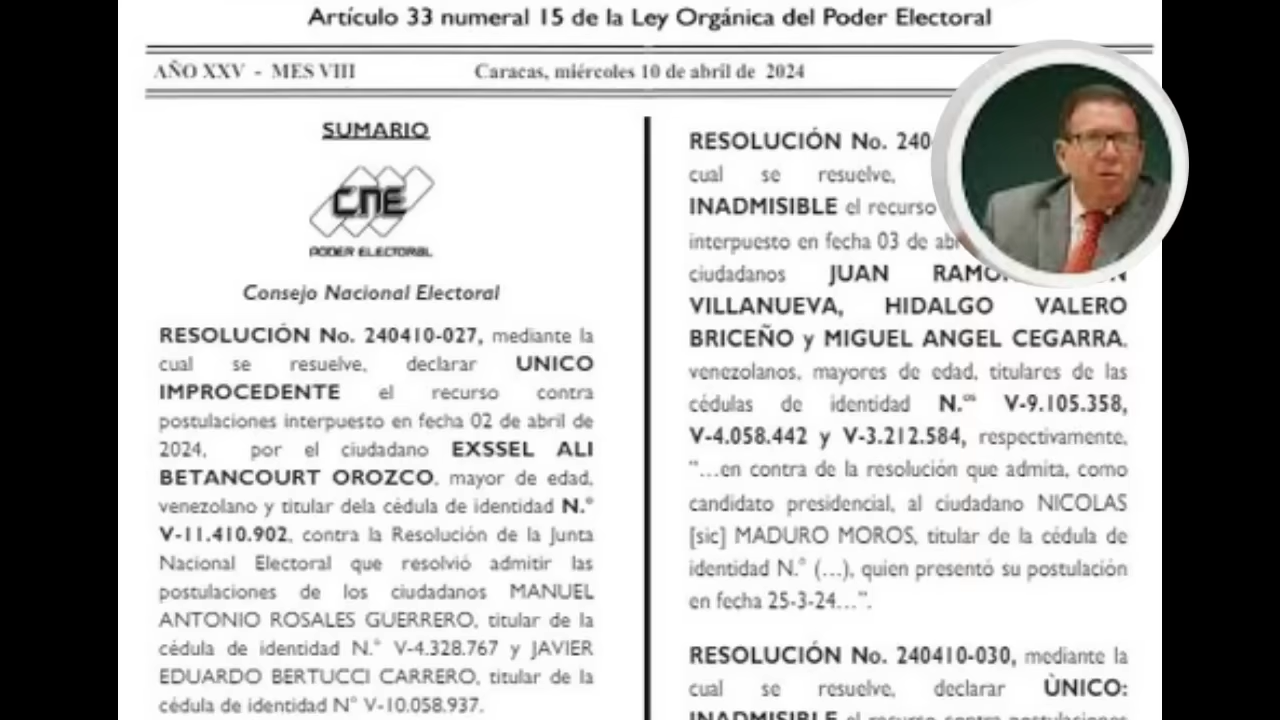 Artículo 33 numeral 15 de la Ley Orgánica del Poder Electoral
AÑO XXV - MES VIII
Caracas, miércoles 10 de abril de 2024
SUMARIO
CNE
PODER ELECTORAL
Consejo Nacional Electoral
RESOLUCIÓN No. 240410-027, mediante la
cual se resuelve, declarar UNICO
IMPROCEDENTE el recurso contra
postulaciones interpuesto en fecha 02 de abril de
2024, por el ciudadano EXSSEL ALI
BETANCOURT OROZCO, mayor de edad,
venezolano y titular dela cédula de identidad N.°
V-11.410.902, contra la Resolución de la Junta
Nacional Electoral que resolvió admitir las
postulaciones de los ciudadanos MANUEL
ANTONIO ROSALES GUERRERO, titular de la
cédula de identidad N.° V-4.328.767 y JAVIER
EDUARDO BERTUCCI CARRERO, titular de la
cédula de identidad N° V-10.058.937.
RESOLUCIÓN No. 240
cual se resuelve,
INADMISIBLE el recurso
interpuesto en fecha 03 de
ciudadanos JUAN
VILLANUEVA, HIDALGO VALERO
BRICEÑO y MIGUEL ANGEL CEGARRA,
venezolanos, mayores de edad, titulares de las
cédulas de identidad N.os V-9.105.358,
V-4.058.442 y V-3.212.584, respectivamente,
"...en contra de la resolución que admita, como
candidato presidencial, al ciudadano NICOLAS
[sic] MADURO MOROS, titular de la cédula de
identidad N.° (...), quien presentó su postulación
en fecha 25-3-24...".
RESOLUCIÓN No. 240410-030, mediante la
cual se resuelve, declarar ÙNICO:
INADMISIBLE el recurso contra postulaciones